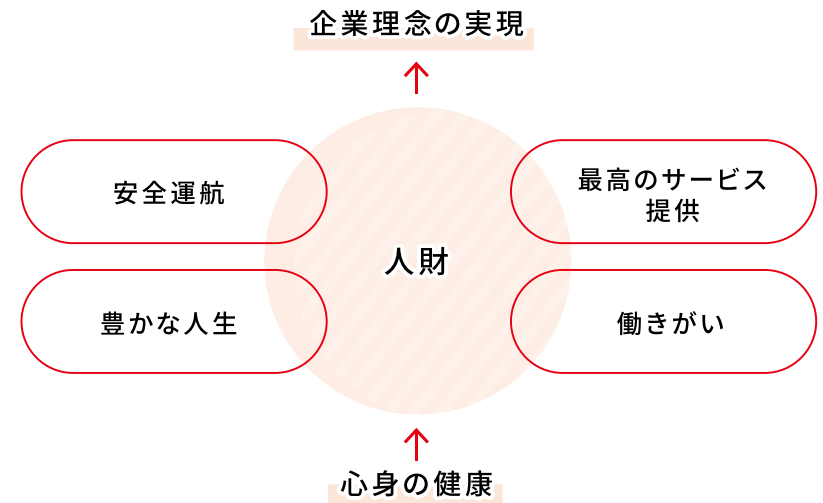 企業理念の実現
安全運航
最高のサービス
提供
人財
豊かな人生
働きがい
心身の健康